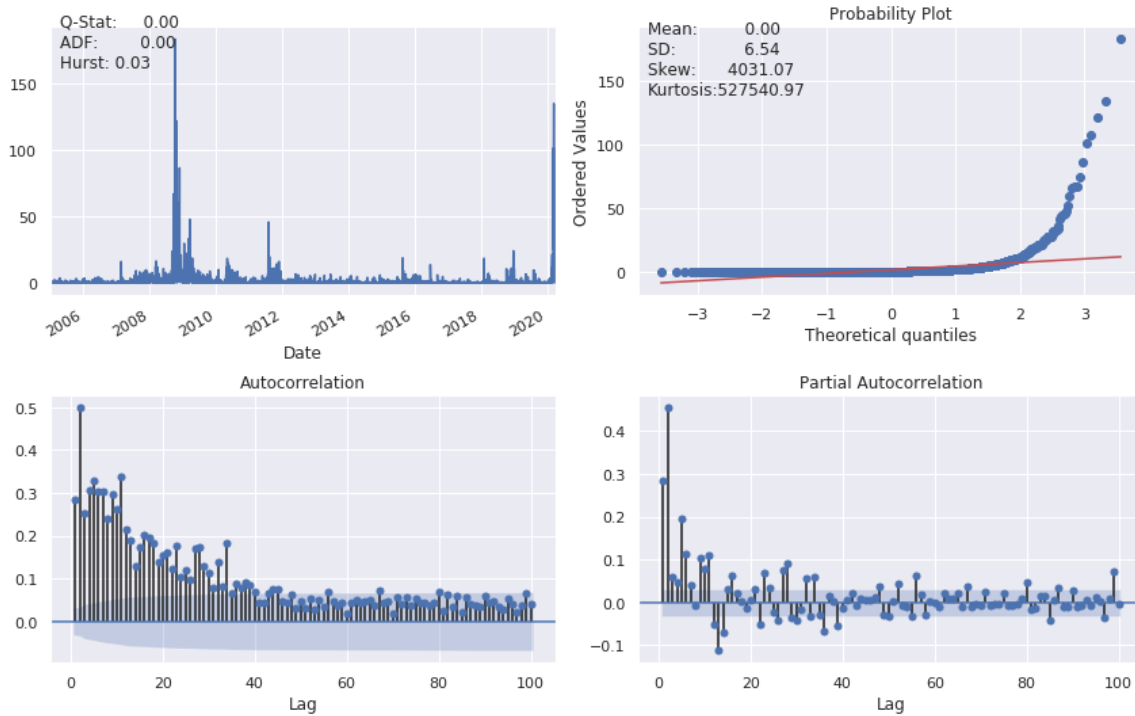 Q-Stat: 0.00
ADF: 0.00
Hurst: 0.03
150
100
50
0
2006 2008 2010 2012 2014 2016 2018 2020
Date
Probability Plot
Mean: 0.00
SD: 6.54
Skew: 4031.07
Kurtosis:527540.97
Ordered Values
150
100
50
0
−3 −2 −1 0 1 2 3
Theoretical quantiles
Autocorrelation
0.5
0.4
0.3
0.2
0.1
0.0
0 20 40 60 80 100
Lag
Partial Autocorrelation
0.4
0.3
0.2
0.1
0.0
−0.1
0 20 40 60 80 100
Lag